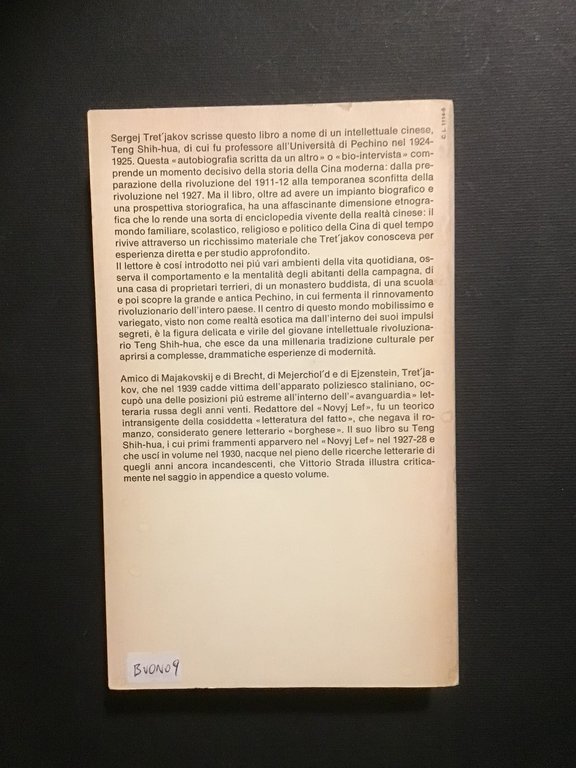 Sergej Tret'jakov scrisse questo libro a nome di un intellettuale cinese,
Teng Shih-hua, di cui fu professore all'Università di Pechino nel 1924-
1925. Questa «autobiografia scritta da un altro» o «bio-intervista» com-
prende un momento decisivo della storia della Cina moderna: dalla pre-
parazione della rivoluzione del 1911-12 alla temporanea sconfitta della
rivoluzione nel 1927. Ma il libro, oltre ad avere un impianto biografico e
una prospettiva storiografica, ha una affascinante dimensione etnogra-
fica che lo rende una sorta di enciclopedia vivente della realtà cinese: il
mondo familiare, scolastico, religioso e politico della Cina di quel tempo
rivive attraverso un ricchissimo materiale che Tret'jakov conosceva per
esperienza diretta e per studio approfondito.
Il lettore è cosí introdotto nei piú vari ambienti della vita quotidiana, os-
serva il comportamento e la mentalità degli abitanti della campagna, di
una casa di proprietari terrieri, di un monastero buddista, di una scuola
e poi scopre la grande e antica Pechino, in cui fermenta il rinnovamento
rivoluzionario dell'intero paese. Il centro di questo mondo mobilissimo e
variegato, visto non come realtà esotica ma dall'interno dei suoi impulsi
segreti, è la figura delicata e virile del giovane intellettuale rivoluziona-
rio Teng Shih-hua, che esce da una millenaria tradizione culturale per
aprirsi a complesse, drammatiche esperienze di modernità.
Amico di Majakovskij e di Brecht, di Mejerchol'd e di Ejzenstein, Tret'ja-
kov, che nel 1939 cadde vittima dell'apparato poliziesco staliniano, oc-
cupò una delle posizioni piú estreme all'interno dell'«avanguardia» let-
teraria russa degli anni venti. Redattore del «Novyj Lef», fu un teorico
intransigente della cosiddetta «letteratura del fatto», che negava il ro-
manzo, considerato genere letterario «borghese». Il suo libro su Teng
Shih-hua, i cui primi frammenti apparvero nel «Novyj Lef» nel 1927-28 e
che uscí in volume nel 1930, nacque nel pieno delle ricerche letterarie di
quegli anni ancora incandescenti, che Vittorio Strada illustra critica-
mente nel saggio in appendice a questo volume.
C. L. 1114-6
BUONO 9